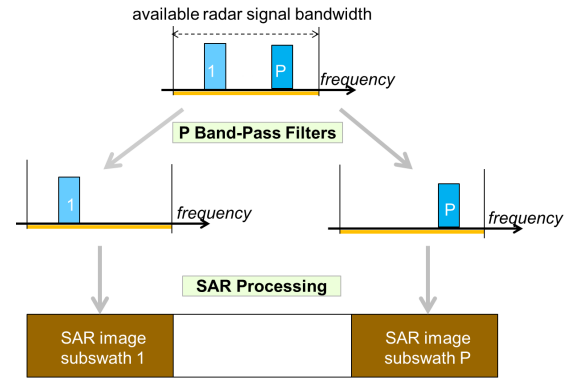 available radar signal bandwidth
1
P
frequency
P Band-Pass Filters
1
frequency
P
frequency
SAR Processing
SAR image
subswath 1
SAR image
subswath P